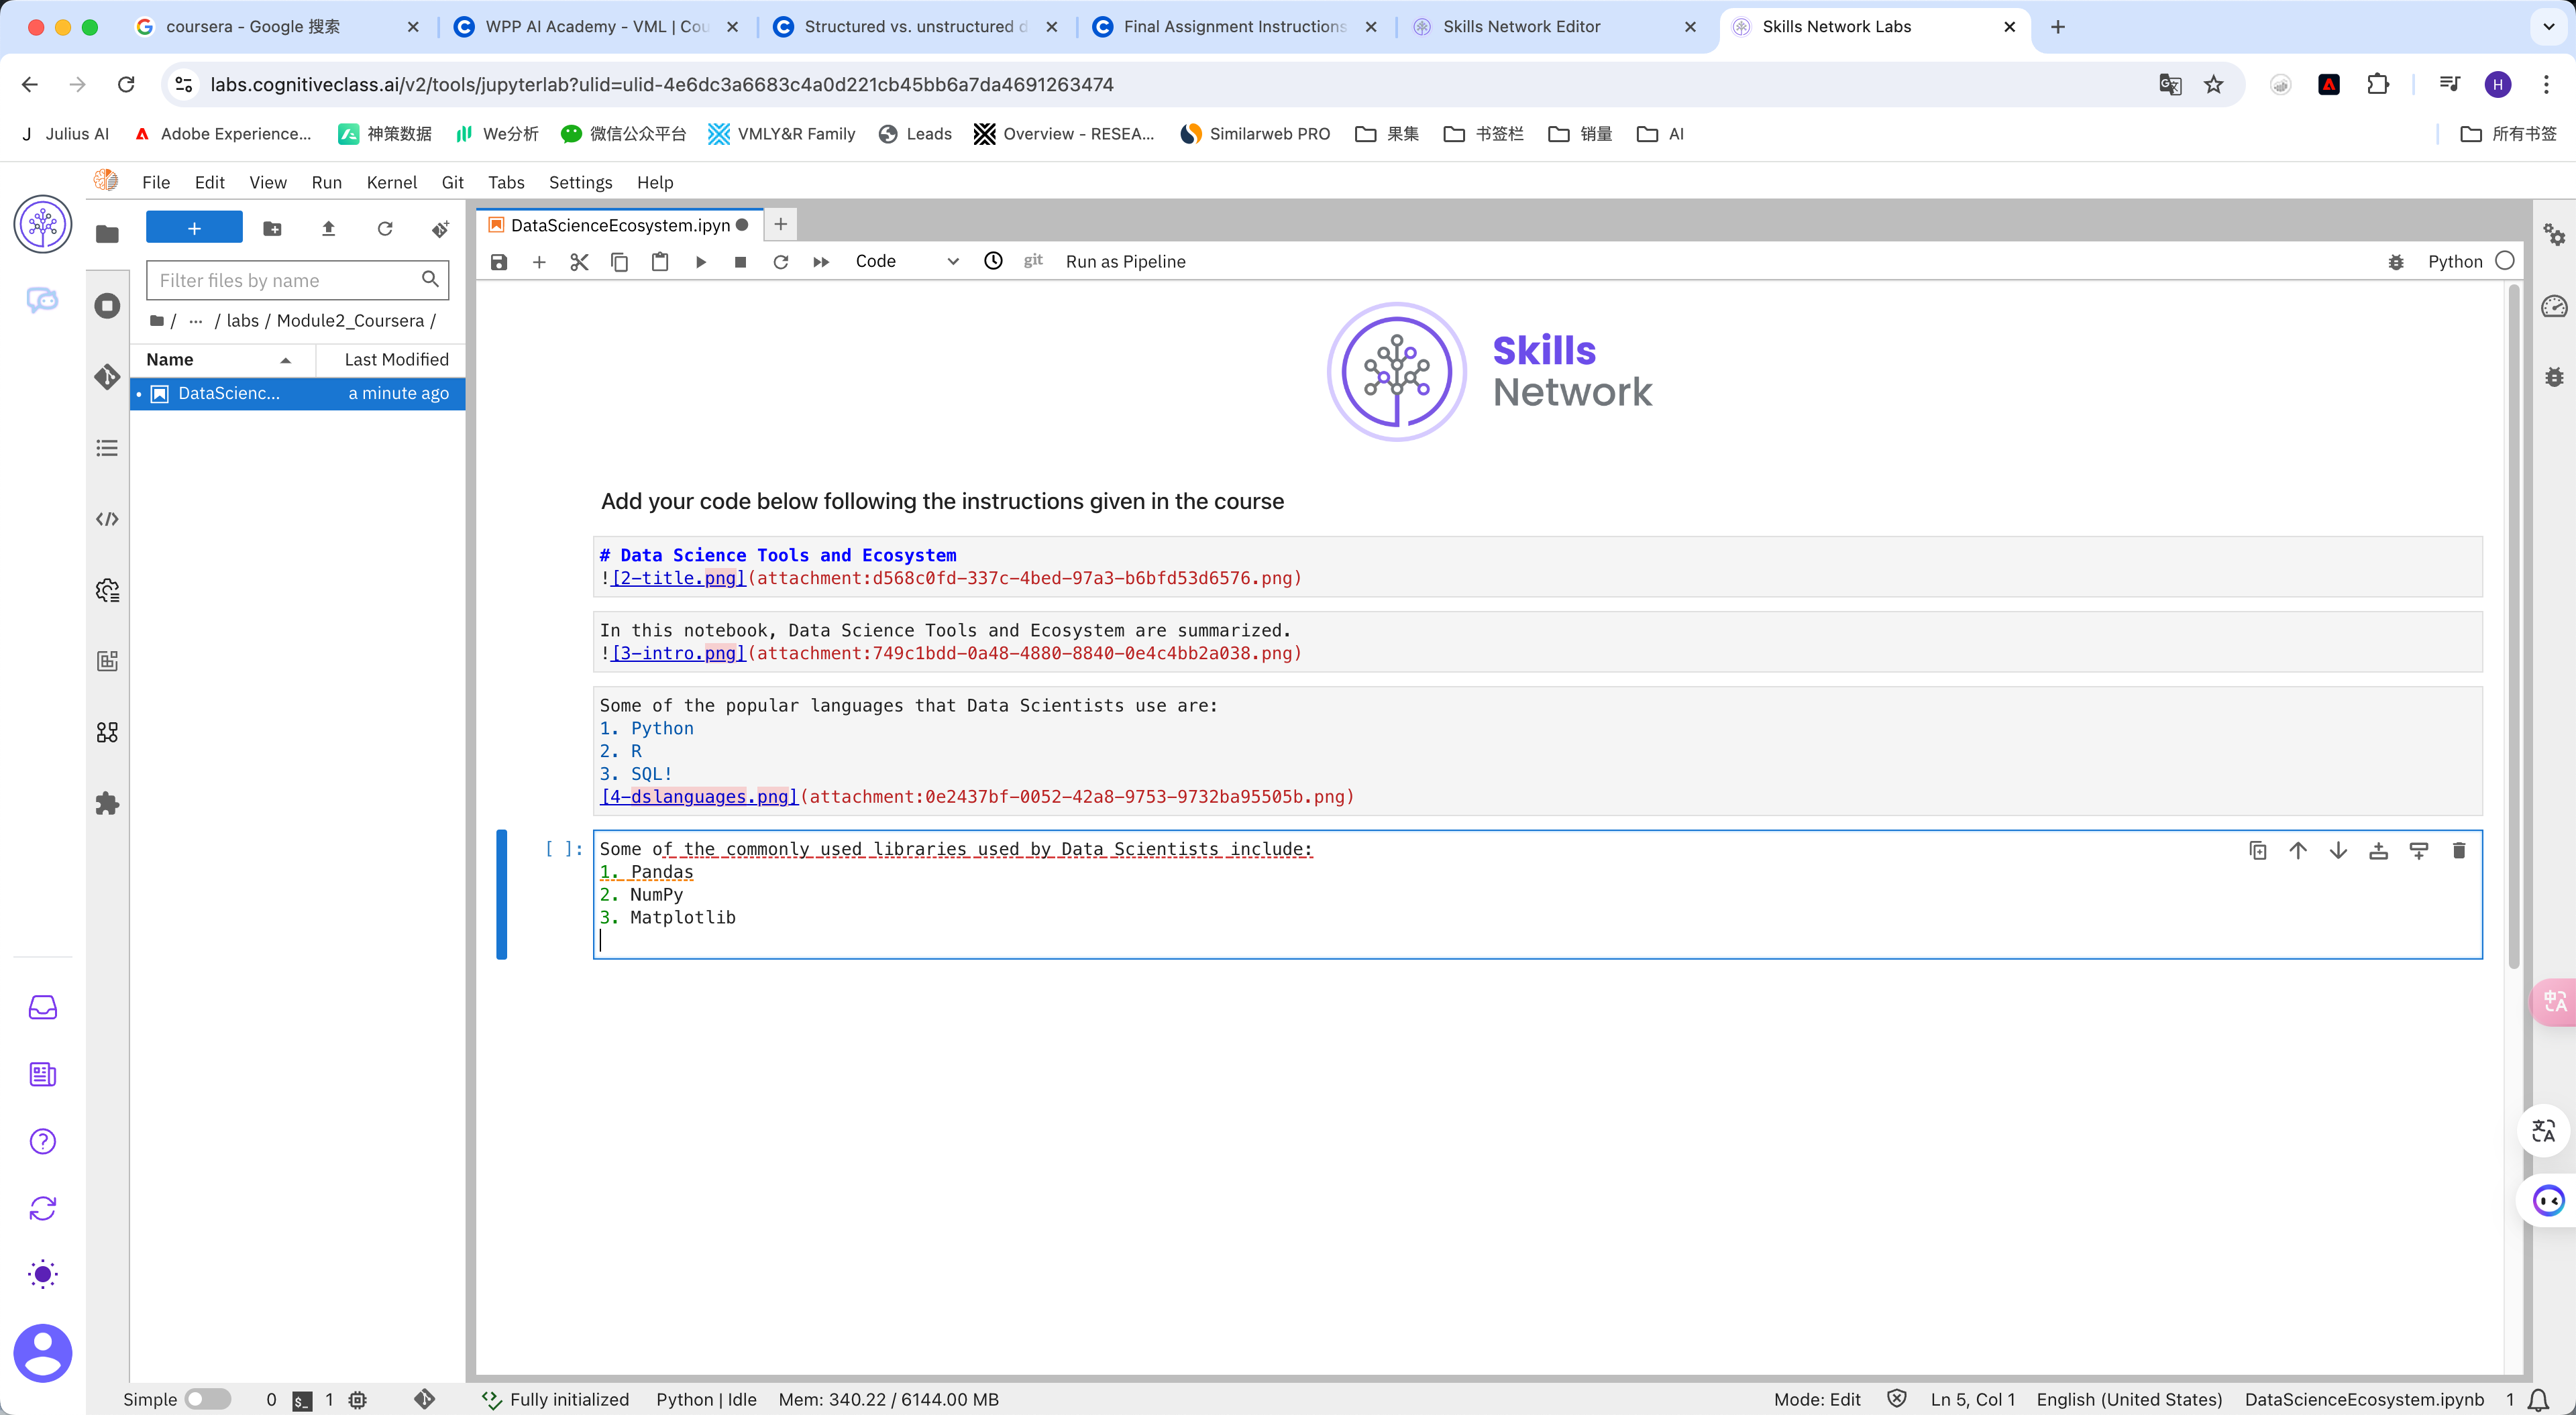 coursera - Google 搜索
WPP AI Academy - VML | Cou
Structured vs. unstructured d
Final Assignment Instructions
Skills Network Editor
Skills Network Labs
labs.cognitiveclass.ai/v2/tools/jupyterlab?ulid=ulid-4e6dc3a6683c4a0d221cb45bb6a7da4691263474
H
J Julius AI
Adobe Experience...
神策数据
We分析
微信公众平台
VMLY&R Family
Leads
Overview - RESEA...
Similarweb PRO
果集
书签栏
销量
AI
所有书签
File Edit View Run Kernel Git Tabs Settings Help
DataScienceEcosystem.ipyn
Code
git
Run as Pipeline
Python
Filter files by name
/ ··· / labs / Module2_Coursera /
Name Last Modified
DataScienc... a minute ago
Skills
Network
Add your code below following the instructions given in the course
# Data Science Tools and Ecosystem
![2-title.png](attachment:d568c0fd-337c-4bed-97a3-b6bfd53d6576.png)
In this notebook, Data Science Tools and Ecosystem are summarized.
![3-intro.png](attachment:749c1bdd-0a48-4880-8840-0e4c4bb2a038.png)
Some of the popular languages that Data Scientists use are:
1. Python
2. R
3. SQL!
[4-dslanguages.png](attachment:0e2437bf-0052-42a8-9753-9732ba95505b.png)
[ ]: Some of the commonly used libraries used by Data Scientists include:
1. Pandas
2. NumPy
3. Matplotlib
Simple 0 $_ 1
Fully initialized Python | Idle Mem: 340.22 / 6144.00 MB
Mode: Edit Ln 5, Col 1 English (United States) DataScienceEcosystem.ipynb 1